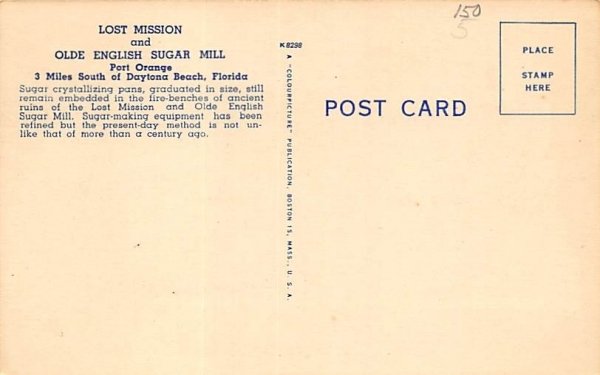 LOST MISSION
and
OLDE ENGLISH SUGAR MILL
Port Orange
3 Miles South of Daytona Beach, Florida
Sugar crystallizing pans, graduated in size, still
remain embedded in the fire-benches of ancient
ruins of the Lost Mission and Olde English
Sugar Mill. Sugar-making equipment has been
refined but the present-day method is not un-
like that of more than a century ago.
K8298
A "COLOURPICTURE" PUBLICATION, BOSTON 15, MASS., U. S. A.
150
5
POST CARD
PLACE
STAMP
HERE